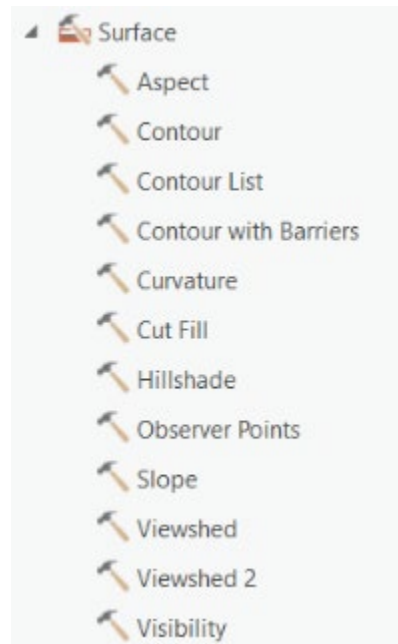 Surface
Aspect
Contour
Contour List
Contour with Barriers
Curvature
Cut Fill
Hillshade
Observer Points
Slope
Viewshed
Viewshed 2
Visibility